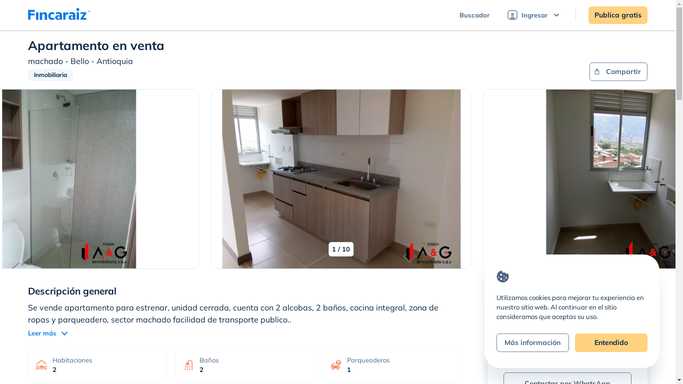 Fincaraiz
Buscador
Ingresar
Publica gratis
Apartamento en venta
machado - Bello - Antioquia
Inmobiliaria
Compartir
A&G
1 / 10
A&G
A&G
Descripción general
Se vende apartamento para estrenar, unidad cerrada, cuenta con 2 alcobas, 2 baños, cocina integral, zona de
ropas y parqueadero, sector machado facilidad de transporte publico..
Leer más
Habitaciones
2
Baños
2
Parqueaderos
1
Utilizamos cookies para mejorar tu experiencia en
nuestro sitio web. Al continuar en el sitio
consideramos que aceptas su uso.
Más información
Entendido
Contactar por WhatsApp